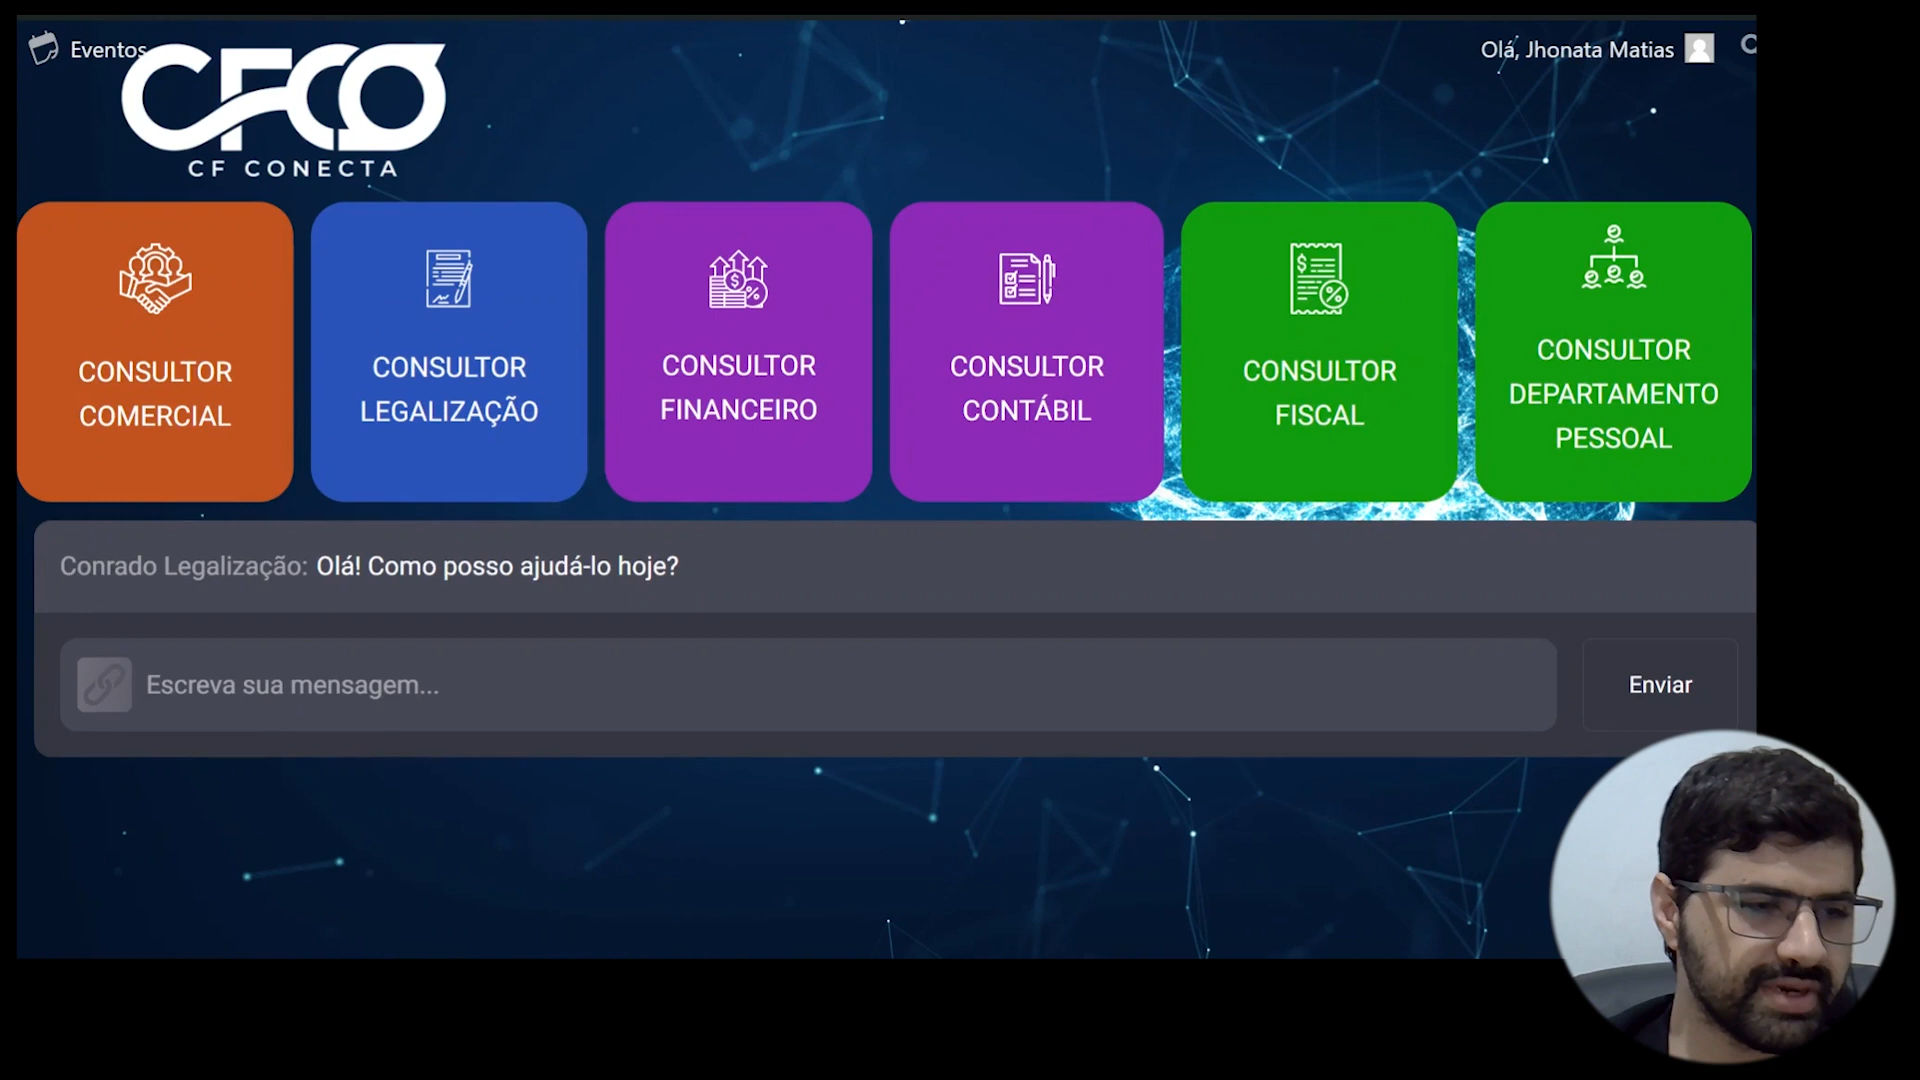 Eventos
Olá, Jhonata Matias
CFCO
CF CONECTA
CONSULTOR
COMERCIAL
CONSULTOR
LEGALIZAÇÃO
CONSULTOR
FINANCEIRO
CONSULTOR
CONTÁBIL
CONSULTOR
FISCAL
CONSULTOR
DEPARTAMENTO
PESSOAL
Conrado Legalização: Olá! Como posso ajudá-lo hoje?
Escreva sua mensagem...
Enviar